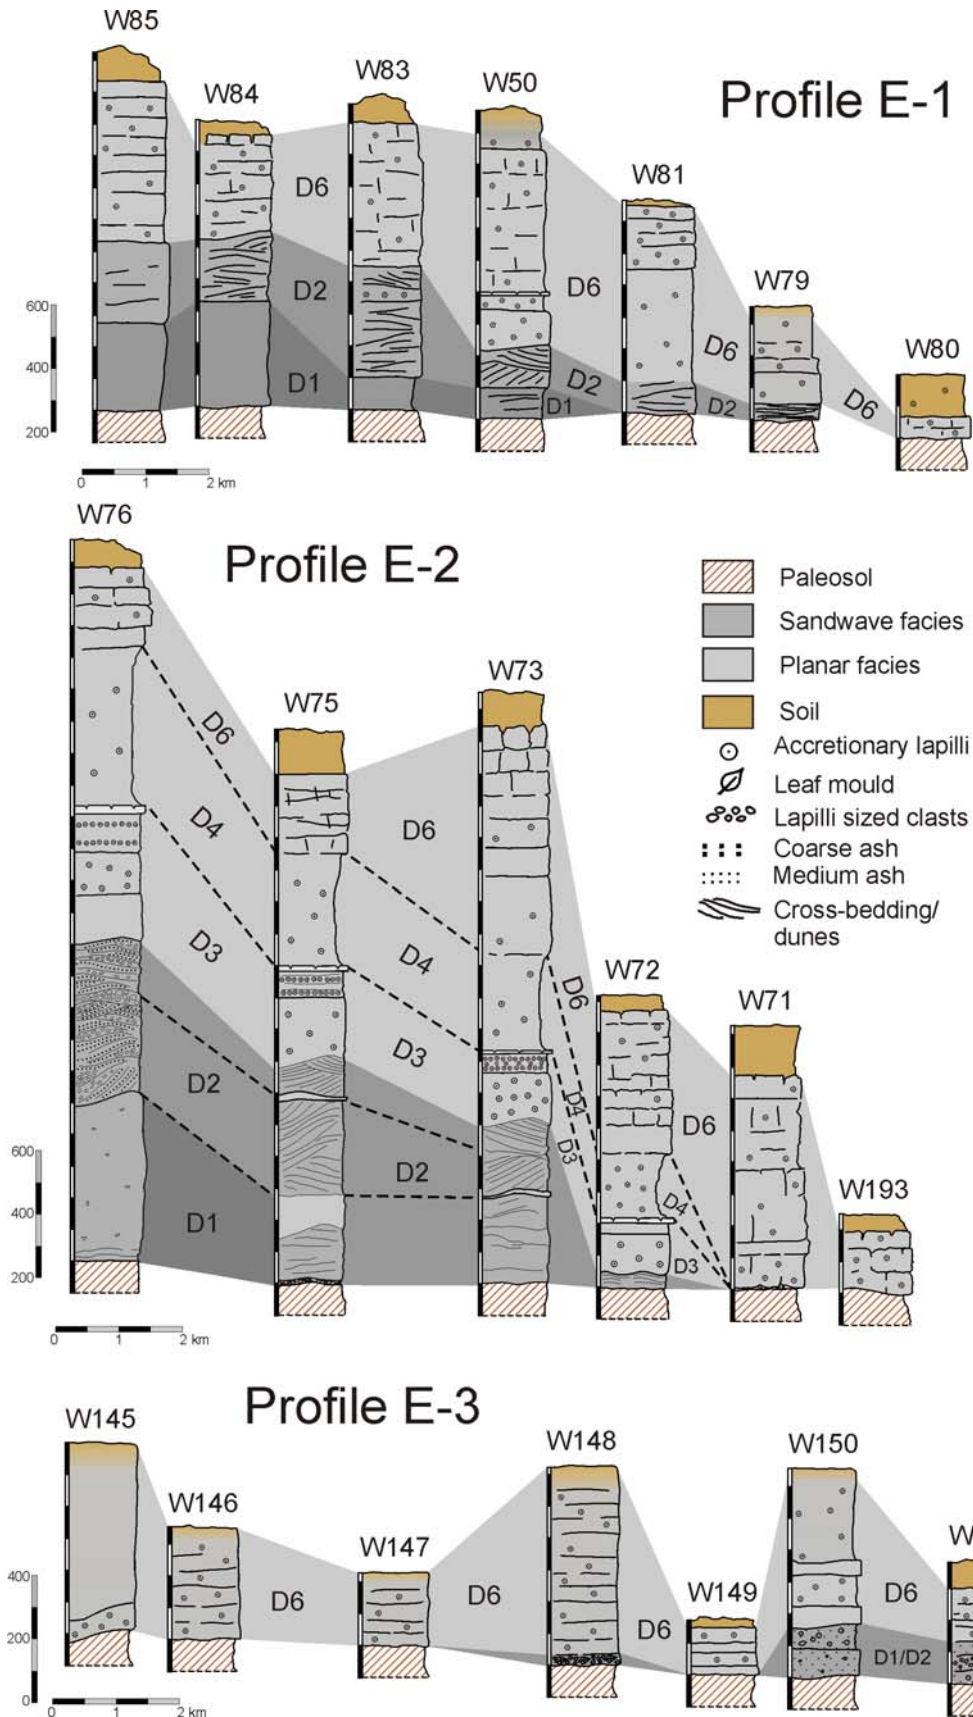 W85
W84
W83
W50
Profile E-1
W81
W79
W80
D6
D2
D1
D6
D2
D1
D6
D2
D6
600
400
200
0 1 2 km
W76
Profile E-2
W75
W73
W72
W71
W193
Paleosol
Sandwave facies
Planar facies
Soil
Accretionary lapilli
Leaf mould
Lapilli sized clasts
Coarse ash
Medium ash
Cross-bedding/
dunes
D6
D4
D3
D2
D1
D6
D4
D3
D2
D6
D4
D3
D6
D4
D3
600
400
200
0 1 2 km
Profile E-3
W145
W146
W147
W148
W149
W150
W
D6
D6
D6
D6
D1/D2
400
200
0
0 1 2 km